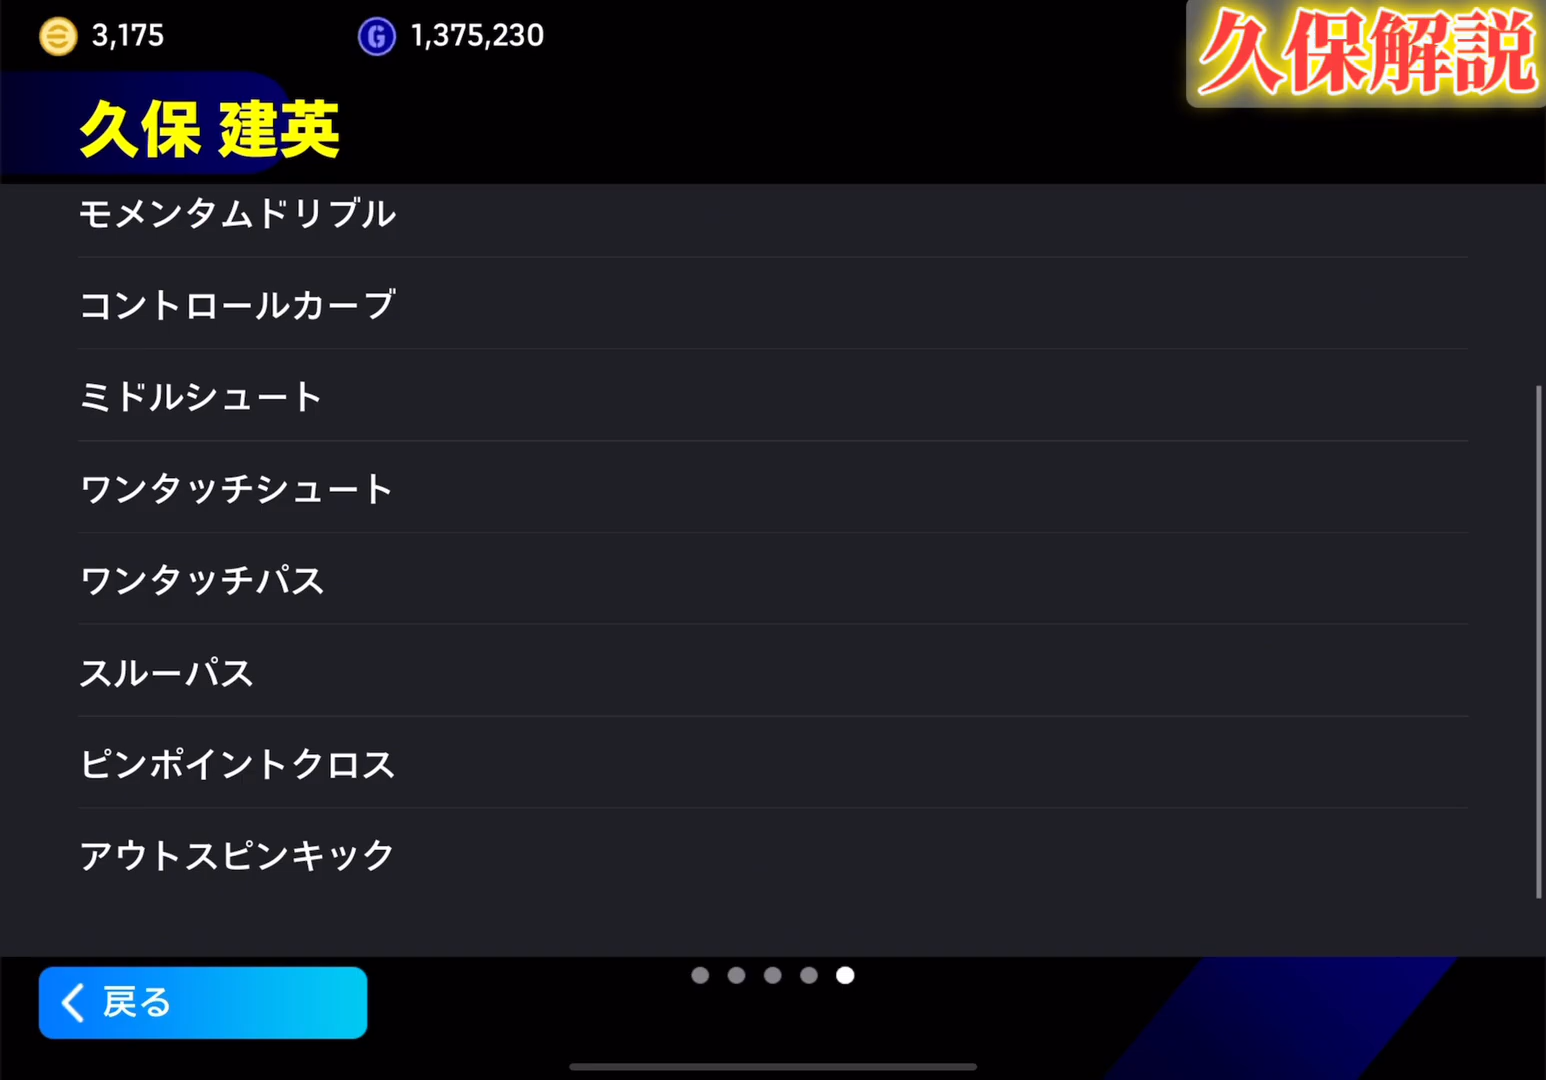 3,175
1,375,230
久保解説
久保 建英
モメンタムドリブル
コントロールカーブ
ミドルシュート
ワンタッチシュート
ワンタッチパス
スルーパス
ピンポイントクロス
アウトスピンキック
戻る